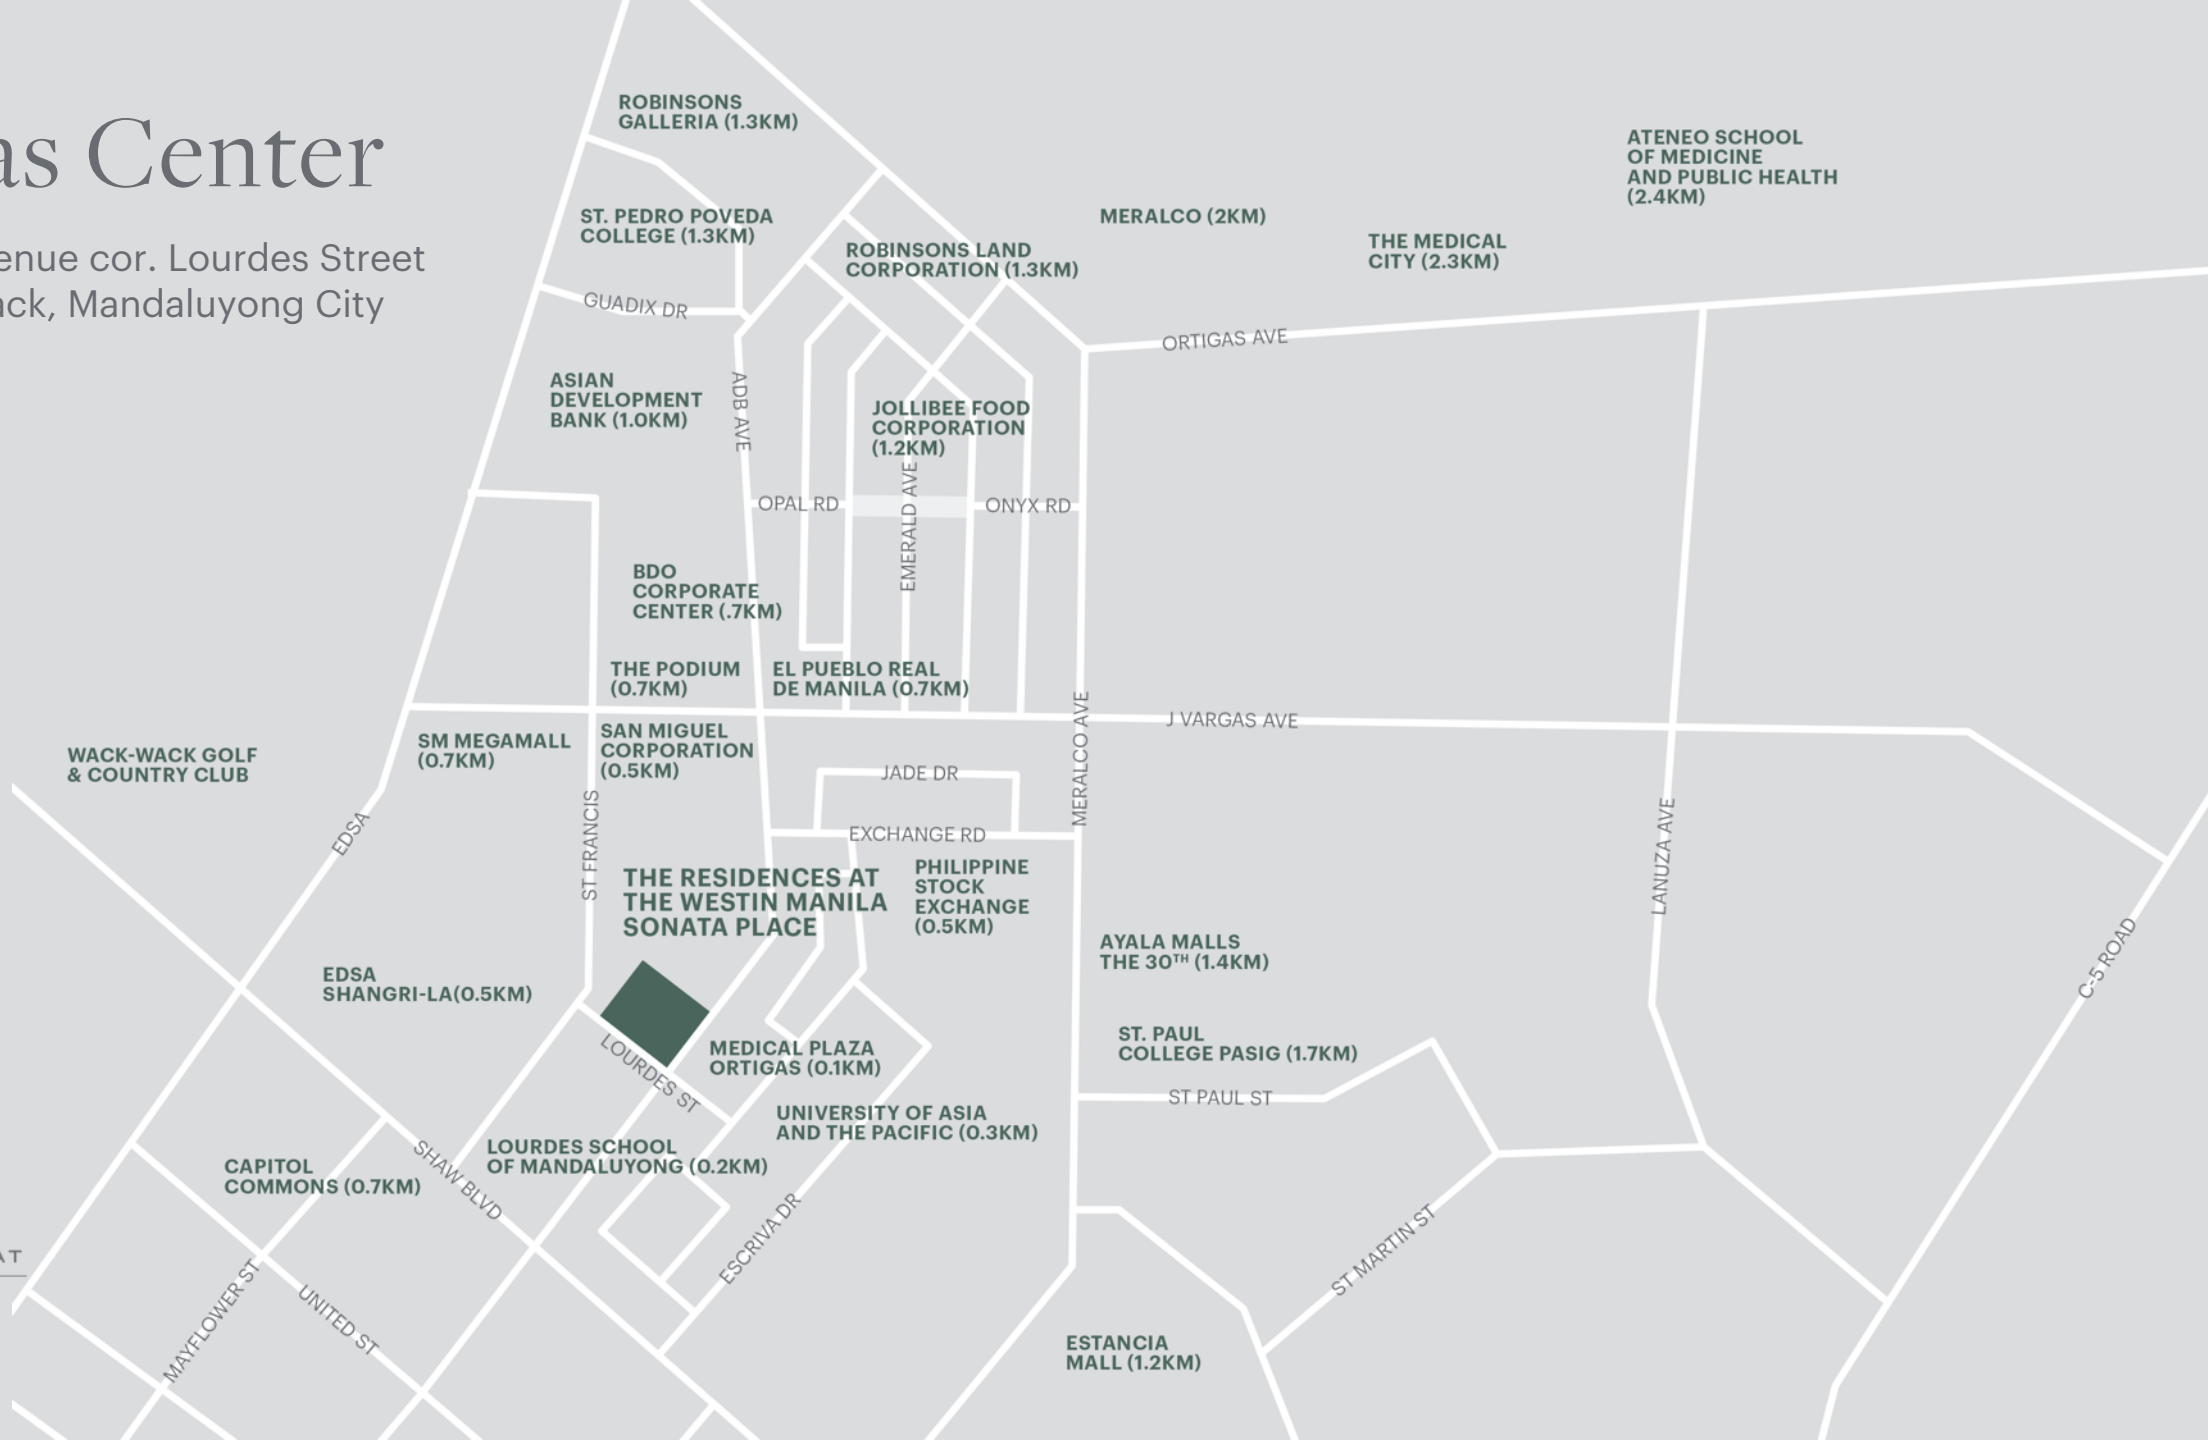 as Center
enue cor. Lourdes Street
ack, Mandaluyong City
ROBINSONS
GALLERIA (1.3KM)
ST. PEDRO POVEDA
COLLEGE (1.3KM)
ROBINSONS LAND
CORPORATION (1.3KM)
MERALCO (2KM)
THE MEDICAL
CITY (2.3KM)
ATENEO SCHOOL
OF MEDICINE
AND PUBLIC HEALTH
(2.4KM)
GUADIX DR
ORTIGAS AVE
ASIAN
DEVELOPMENT
BANK (1.0KM)
ADB AVE
JOLLIBEE FOOD
CORPORATION
(1.2KM)
OPAL RD
EMERALD AVE
ONYX RD
BDO
CORPORATE
CENTER (.7KM)
THE PODIUM
(0.7KM)
EL PUEBLO REAL
DE MANILA (0.7KM)
MERALCO AVE
J VARGAS AVE
WACK-WACK GOLF
& COUNTRY CLUB
SM MEGAMALL
(0.7KM)
SAN MIGUEL
CORPORATION
(0.5KM)
JADE DR
EXCHANGE RD
EDSA
ST FRANCIS
LANUZA AVE
C-5 ROAD
THE RESIDENCES AT
THE WESTIN MANILA
SONATA PLACE
PHILIPPINE
STOCK
EXCHANGE
(0.5KM)
AYALA MALLS
THE 30TH (1.4KM)
EDSA
SHANGRI-LA(0.5KM)
LOURDES ST
MEDICAL PLAZA
ORTIGAS (0.1KM)
ST. PAUL
COLLEGE PASIG (1.7KM)
ST PAUL ST
UNIVERSITY OF ASIA
AND THE PACIFIC (0.3KM)
LOURDES SCHOOL
OF MANDALUYONG (0.2KM)
CAPITOL
COMMONS (0.7KM)
SHAW BLVD
ESCRIVA DR
ST MARTIN ST
AT
MAYFLOWER ST
UNITED ST
ESTANCIA
MALL (1.2KM)